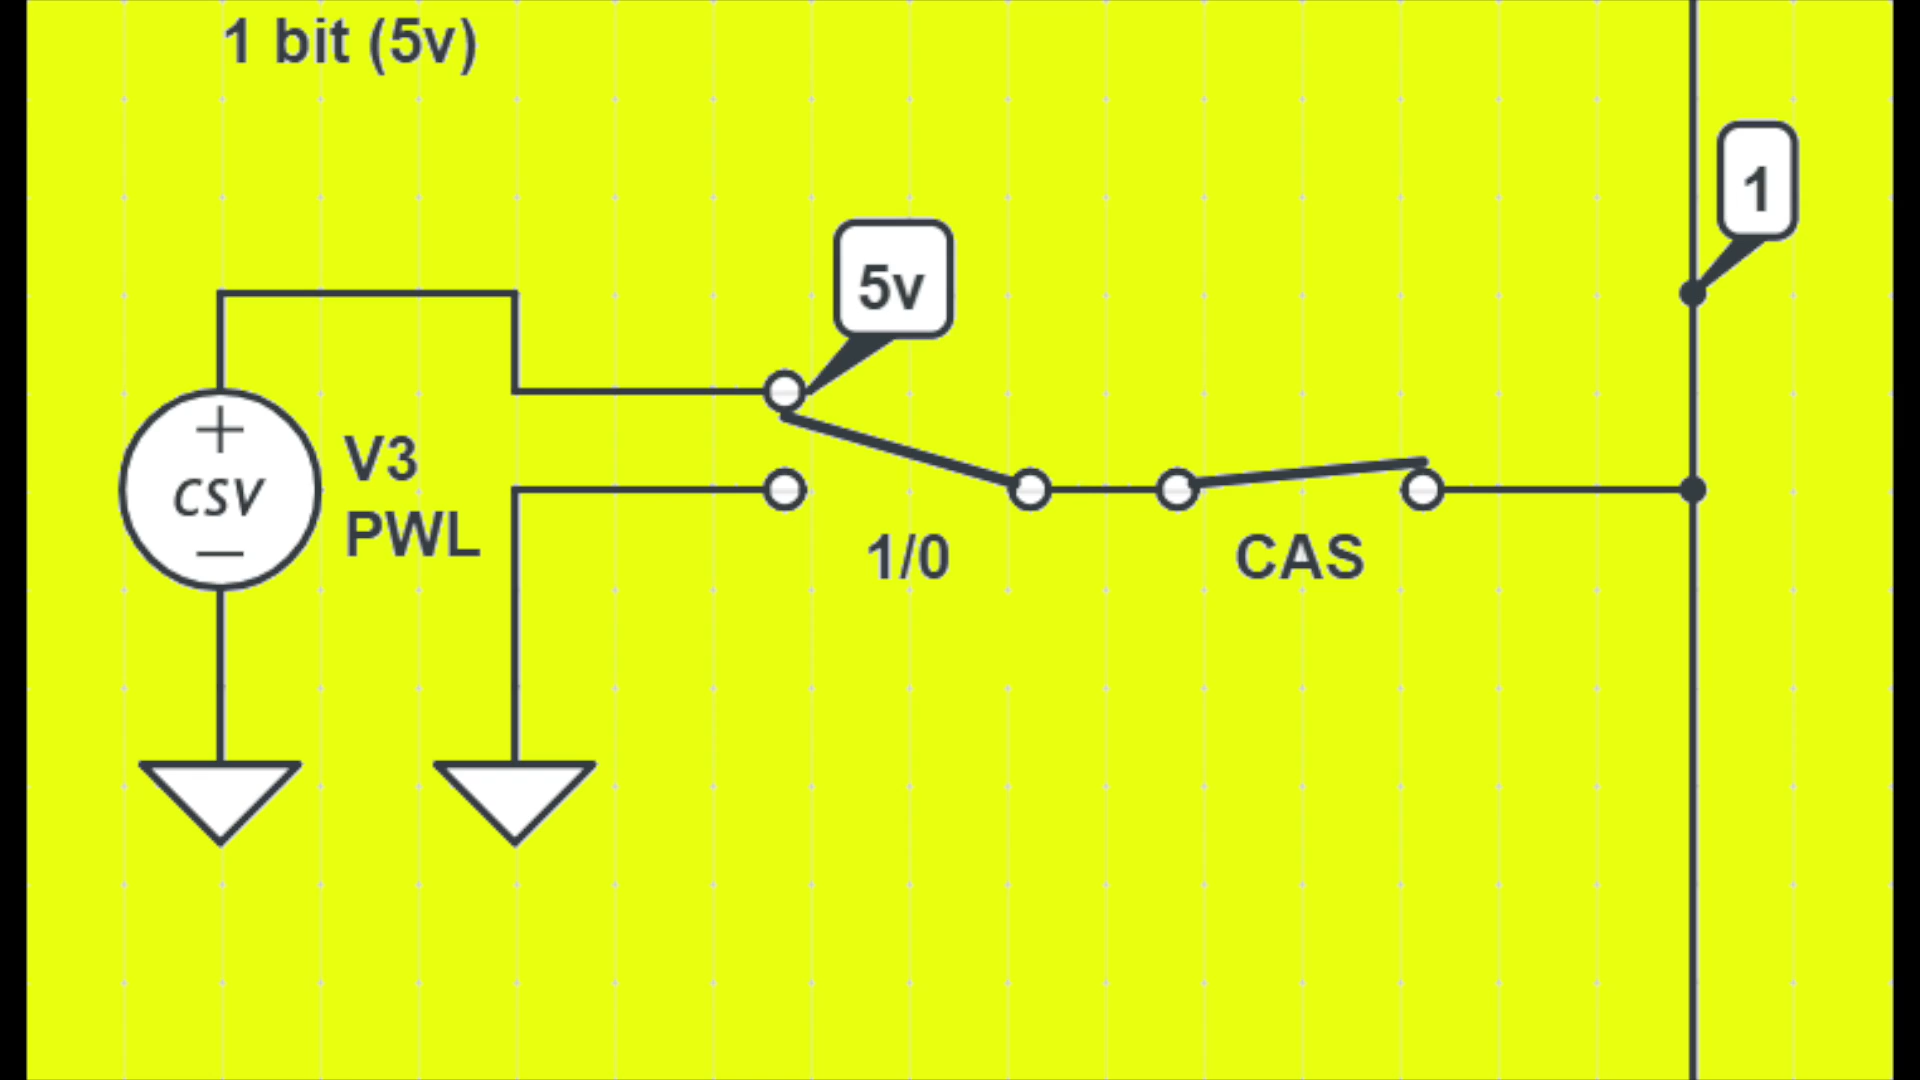 1 bit (5v)
1
5v
+
CSV
−
V3
PWL
1/0
CAS